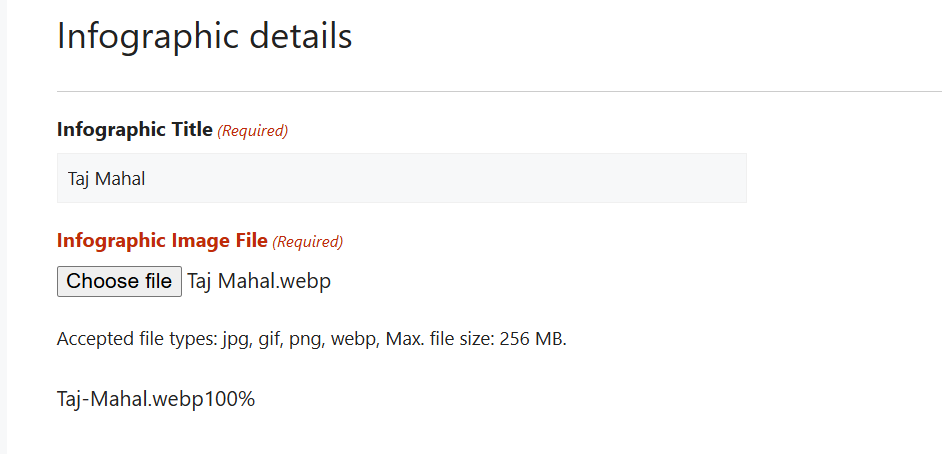 Infographic details
Infographic Title (Required)
Taj Mahal
Infographic Image File (Required)
Choose file Taj Mahal.webp
Accepted file types: jpg, gif, png, webp, Max. file size: 256 MB.
Taj-Mahal.webp100%